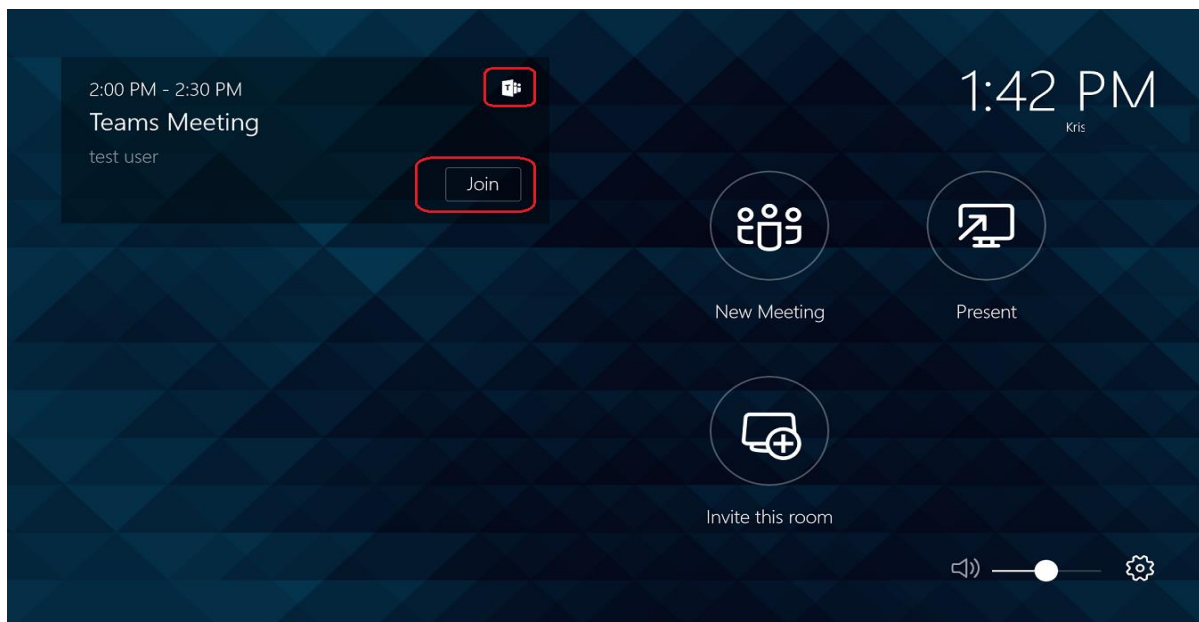 2:00 PM - 2:30 PM
Teams Meeting
test user
Join
1:42 PM
Kris
New Meeting
Present
Invite this room